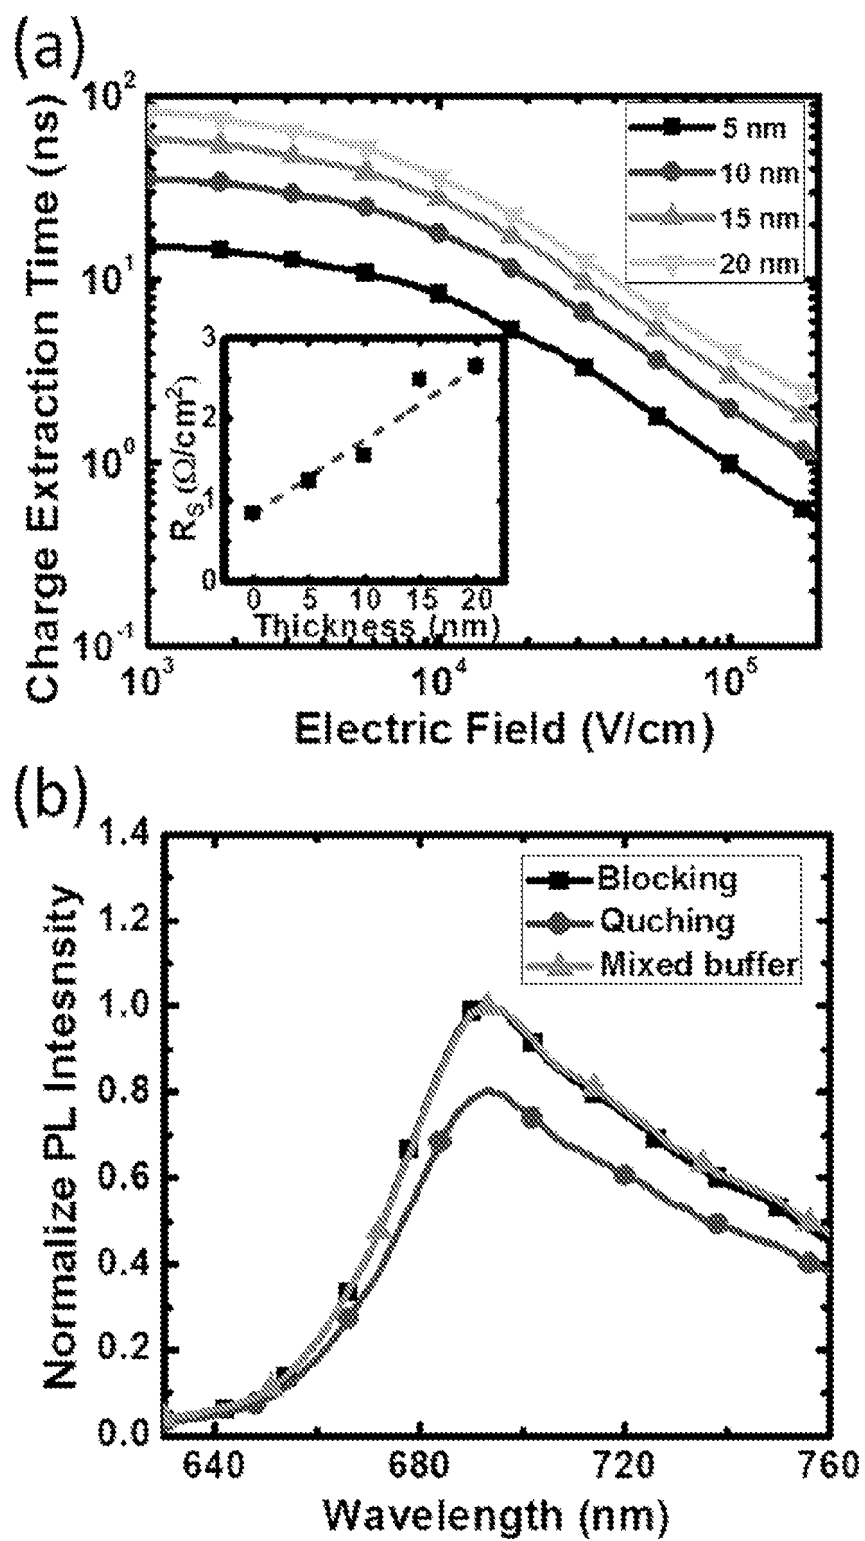 (a)
Charge Extraction Time (ns)
10²
10¹
10⁰
10⁻¹
5 nm
10 nm
15 nm
20 nm
R_S (Ω/cm²)
3
2
1
0
0 5 10 15 20
Thickness (nm)
10³ 10⁴ 10⁵
Electric Field (V/cm)
(b)
Normalize PL Intesnsity
1.4
1.2
1.0
0.8
0.6
0.4
0.2
0.0
Blocking
Quching
Mixed buffer
640 680 720 760
Wavelength (nm)